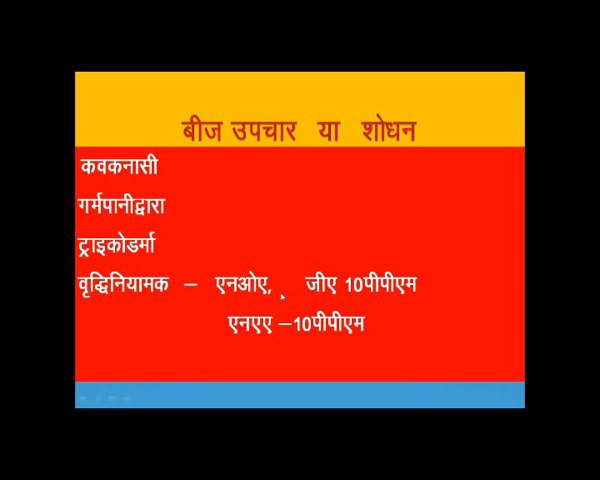 बीज उपचार या शोधन
कवकनासी
गर्मपानीद्वारा
ट्राइकोडर्मा
वृद्धिनियामक – एनओए, जीए 10पीपीएम
एनएए –10पीपीएम